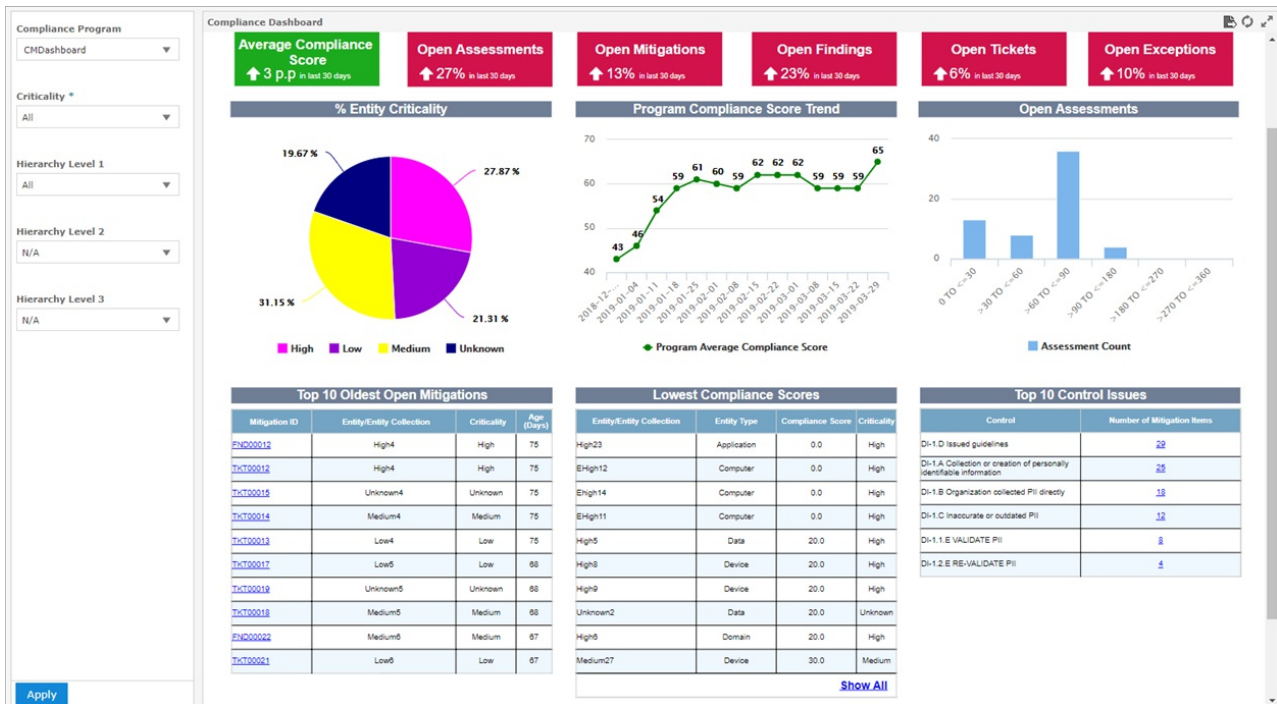 Compliance Program
CMDashboard
Criticality *
All
Hierarchy Level 1
All
Hierarchy Level 2
N/A
Hierarchy Level 3
N/A
Apply
Compliance Dashboard
Average Compliance
Score
3 p.p in last 30 days
Open Assessments
27% in last 30 days
Open Mitigations
13% in last 30 days
Open Findings
23% in last 30 days
Open Tickets
6% in last 30 days
Open Exceptions
10% in last 30 days
% Entity Criticality
19.67 %
27.87 %
31.15 %
21.31 %
High Low Medium Unknown
Program Compliance Score Trend
70
60
50
40
43 46 54 59 61 60 59 62 62 62 59 59 59 65
2018-12-... 2019-01-04 2019-01-11 2019-01-18 2019-01-25 2019-02-01 2019-02-08 2019-02-15 2019-02-22 2019-03-01 2019-03-08 2019-03-15 2019-03-22 2019-03-29
Program Average Compliance Score
Open Assessments
40
20
0
0 TO <=30 >30 TO <=60 >60 TO <=90 >90 TO <=180 >180 TO <=270 >270 TO <=360
Assessment Count
Top 10 Oldest Open Mitigations
Mitigation ID Entity/Entity Collection Criticality Age (Days)
FND00012 High4 High 75
TKT00012 High4 High 75
TKT00015 Unknown4 Unknown 75
TKT00014 Medium4 Medium 75
TKT00013 Low4 Low 75
TKT00017 Low5 Low 68
TKT00019 Unknown5 Unknown 68
TKT00018 Medium5 Medium 68
FND00022 Medium6 Medium 67
TKT00021 Low6 Low 67
Lowest Compliance Scores
Entity/Entity Collection Entity Type Compliance Score Criticality
High23 Application 0.0 High
EHigh12 Computer 0.0 High
Ehigh14 Computer 0.0 High
EHigh11 Computer 0.0 High
High5 Data 20.0 High
High8 Device 20.0 High
High9 Device 20.0 High
Unknown2 Data 20.0 Unknown
High6 Domain 20.0 High
Medium27 Device 30.0 Medium
Show All
Top 10 Control Issues
Control Number of Mitigation Items
DI-1.D Issued guidelines 29
DI-1.A Collection or creation of personally
identifiable information 25
DI-1.B Organization collected PII directly 18
DI-1.C Inaccurate or outdated PII 12
DI-1.1.E VALIDATE PII 8
DI-1.2.E RE-VALIDATE PII 4